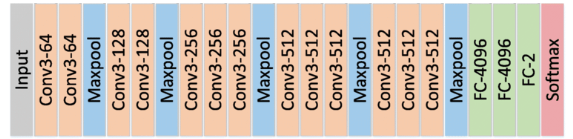 Input
Conv3-64
Conv3-64
Maxpool
Conv3-128
Conv3-128
Maxpool
Conv3-256
Conv3-256
Conv3-256
Maxpool
Conv3-512
Conv3-512
Conv3-512
Maxpool
Conv3-512
Conv3-512
Conv3-512
Maxpool
FC-4096
FC-4096
FC-2
Softmax